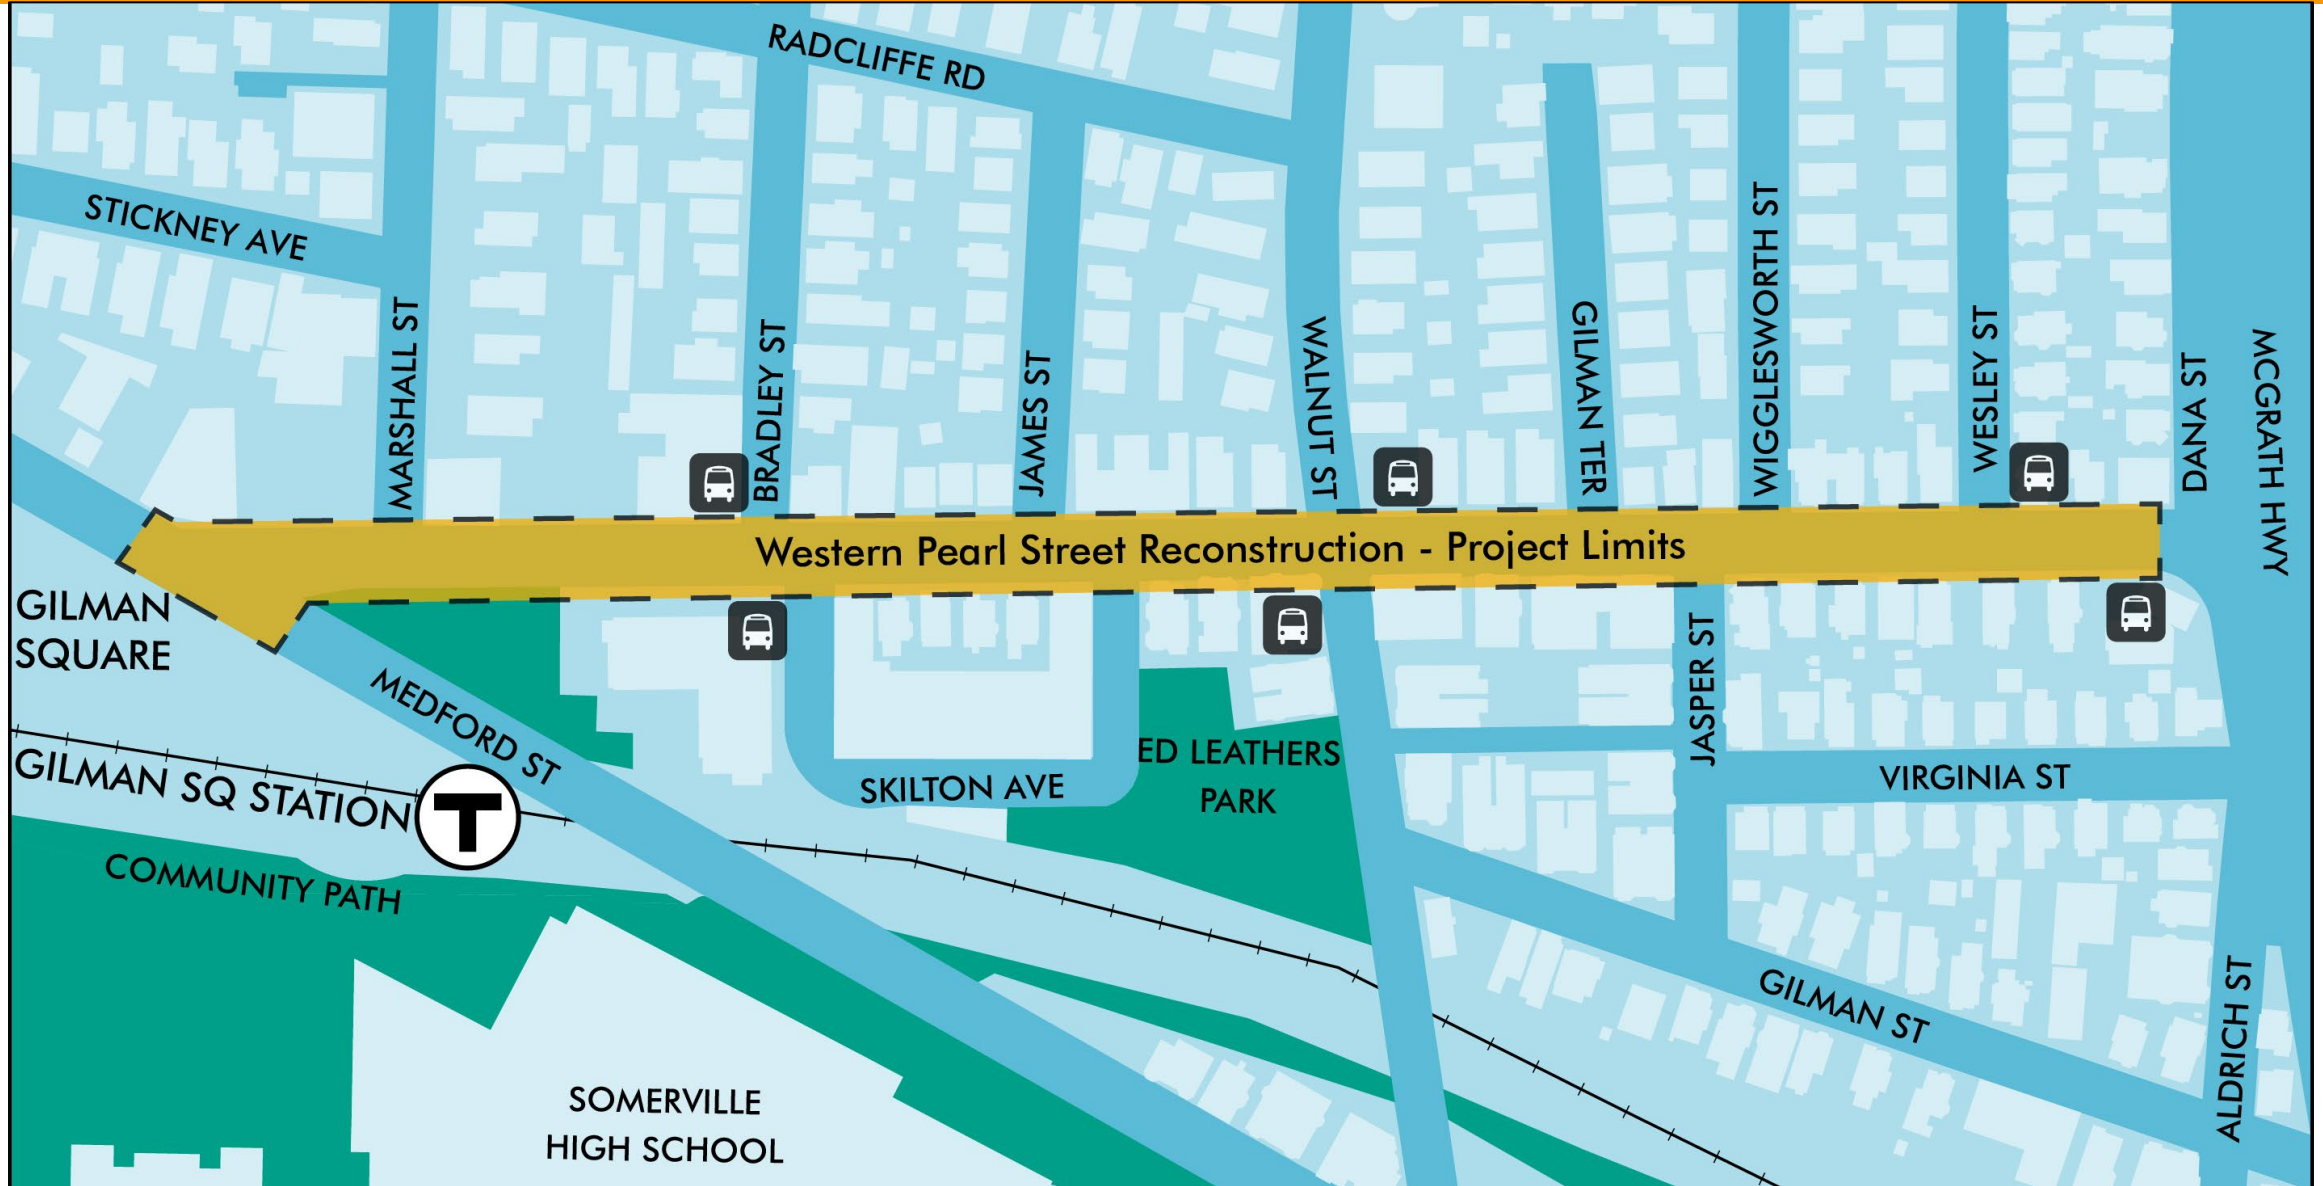 RADCLIFFE RD
STICKNEY AVE
MARSHALL ST
BRADLEY ST
JAMES ST
WALNUT ST
GILMAN TER
WIGGLESWORTH ST
WESLEY ST
DANA ST
MCGRATH HWY
Western Pearl Street Reconstruction - Project Limits
GILMAN
SQUARE
MEDFORD ST
JASPER ST
GILMAN SQ STATION
T
SKILTON AVE
ED LEATHERS
PARK
VIRGINIA ST
COMMUNITY PATH
GILMAN ST
ALDRICH ST
SOMERVILLE
HIGH SCHOOL